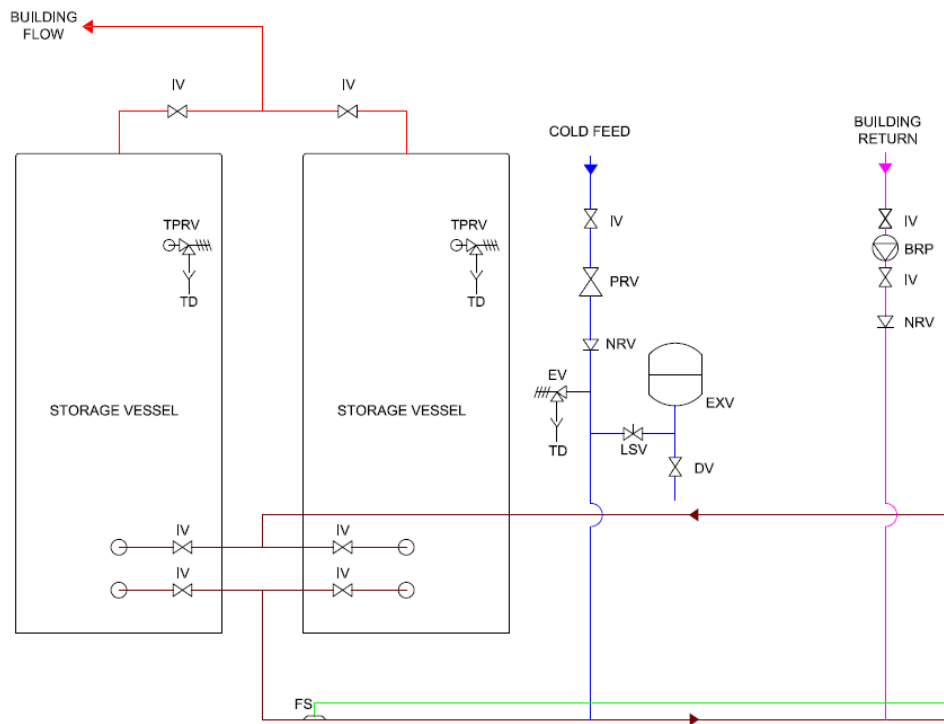 BUILDING
FLOW
IV
IV
COLD FEED
BUILDING
RETURN
TPRV
TD
TPRV
TD
IV
PRV
NRV
EV
TD
LSV
EXV
DV
IV
BRP
IV
NRV
STORAGE VESSEL
STORAGE VESSEL
IV
IV
IV
IV
FS